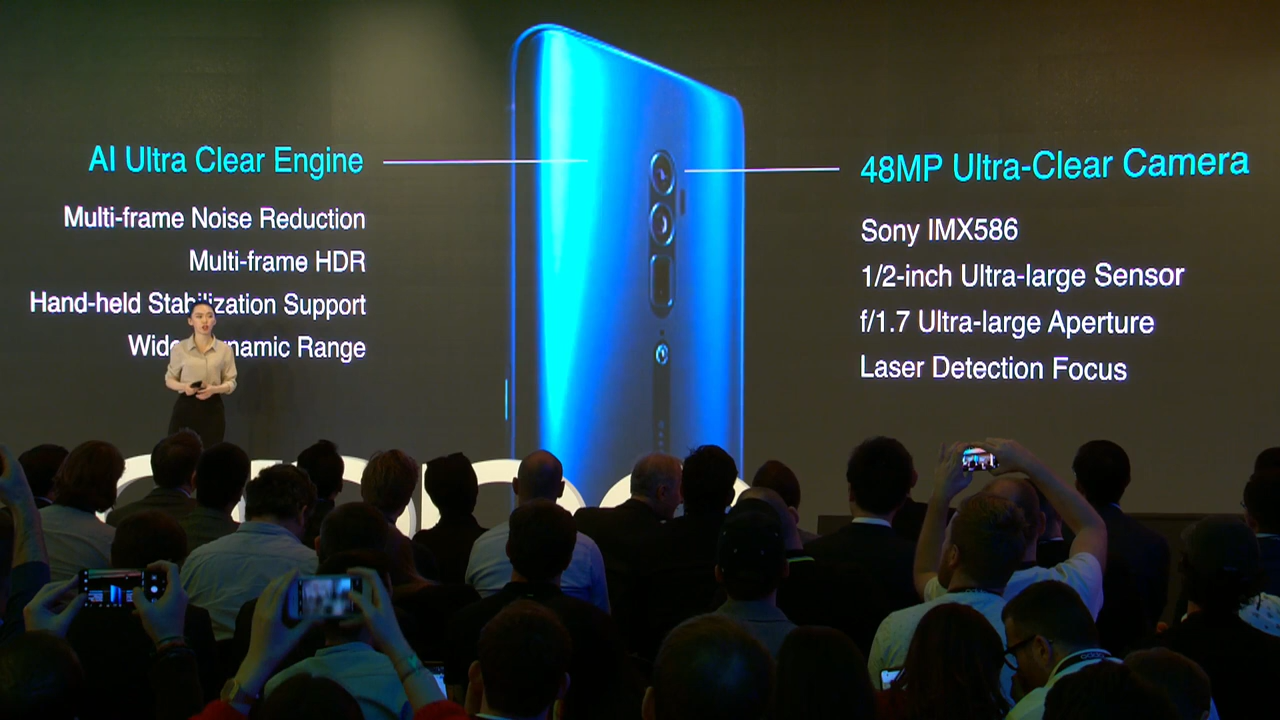 AI Ultra Clear Engine
Multi-frame Noise Reduction
Multi-frame HDR
Hand-held Stabilization Support
Wide Dynamic Range
48MP Ultra-Clear Camera
Sony IMX586
1/2-inch Ultra-large Sensor
f/1.7 Ultra-large Aperture
Laser Detection Focus